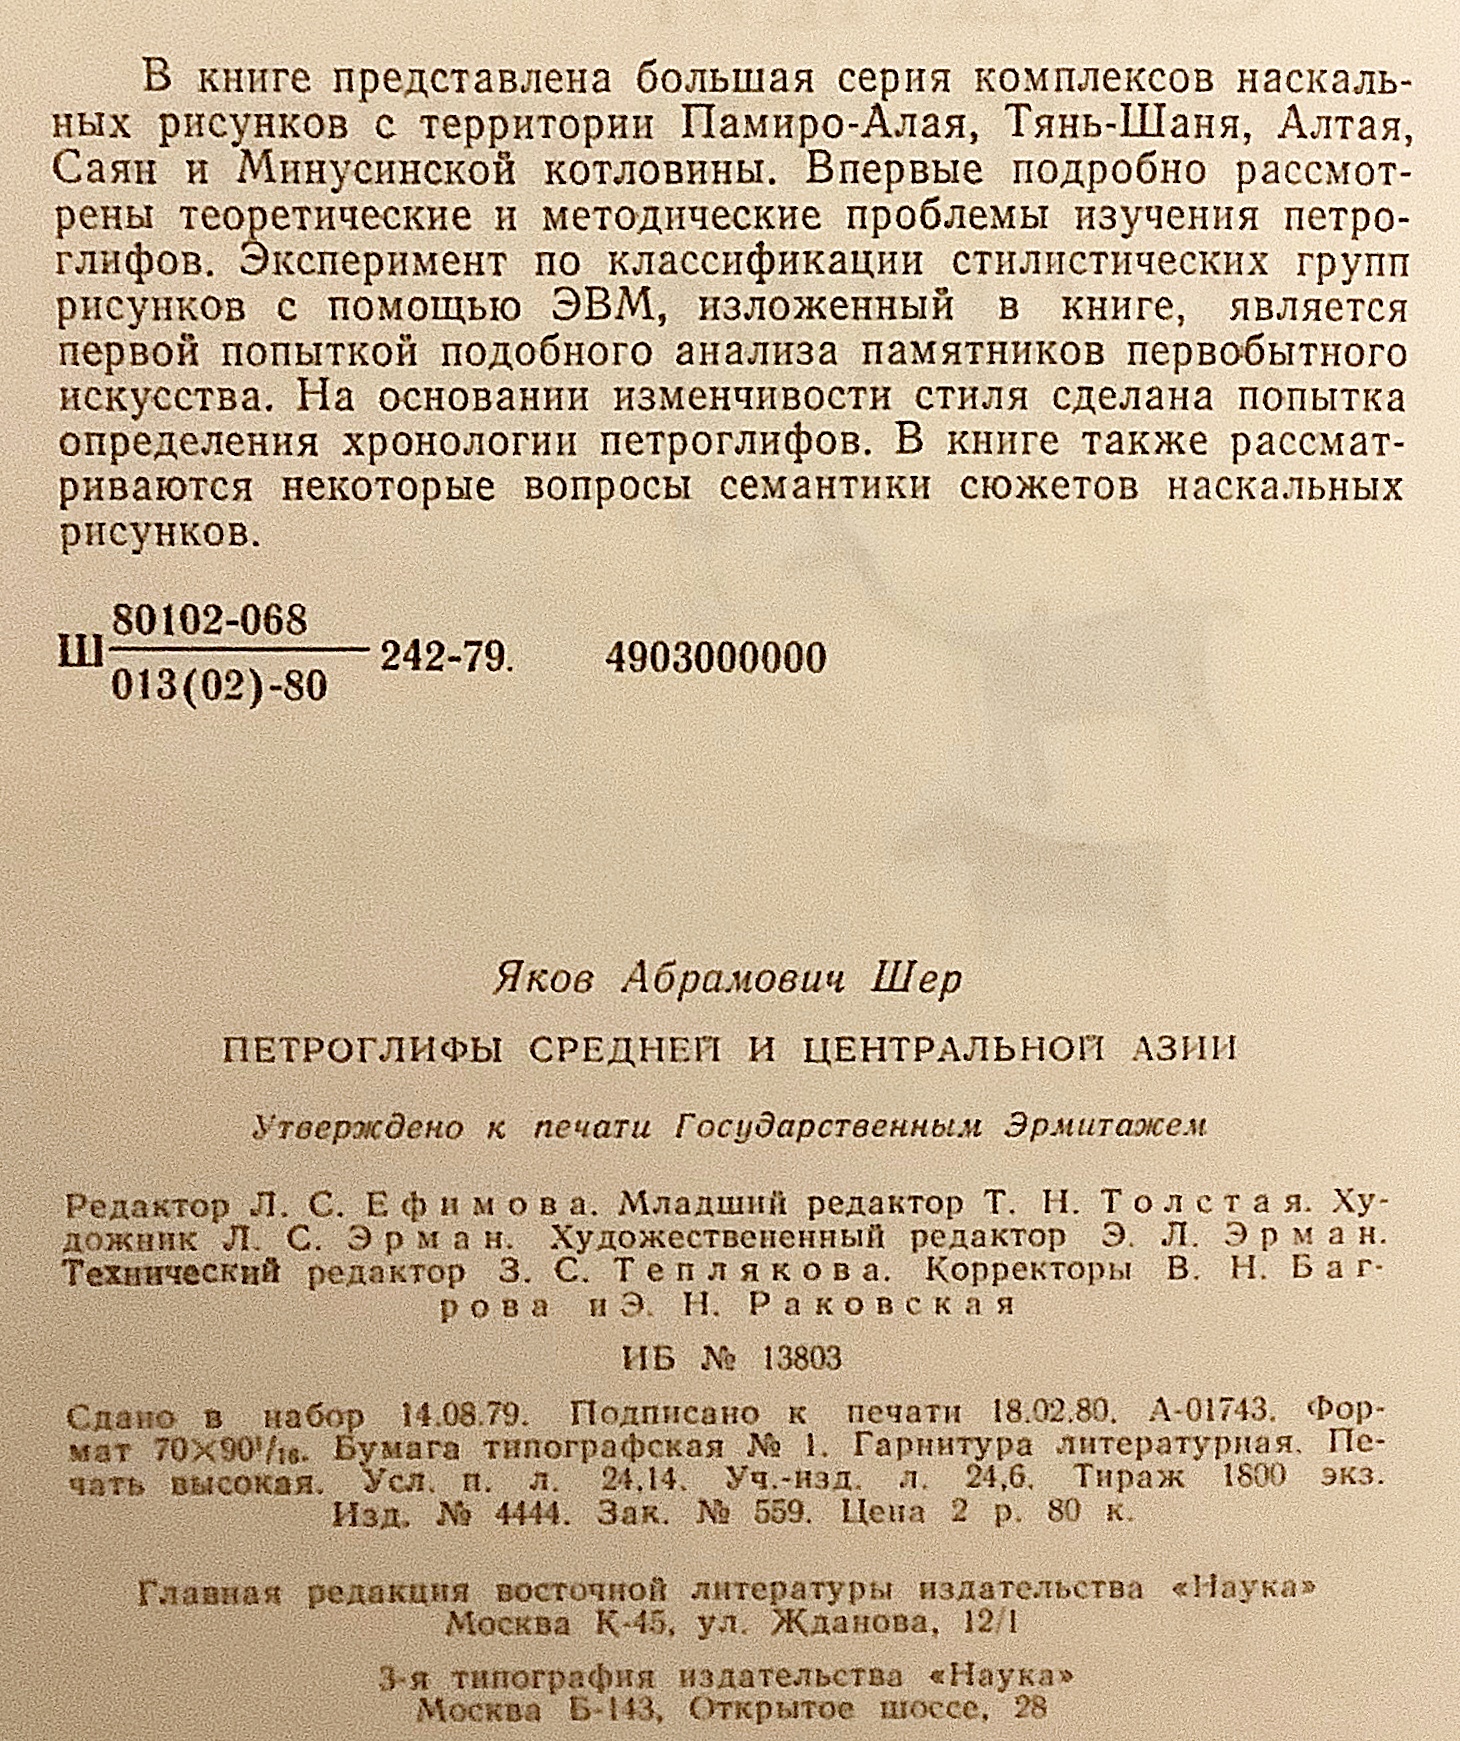 В книге представлена большая серия комплексов наскаль-
ных рисунков с территории Памиро-Алая, Тянь-Шаня, Алтая,
Саян и Минусинской котловины. Впервые подробно рассмот-
рены теоретические и методические проблемы изучения петро-
глифов. Эксперимент по классификации стилистических групп
рисунков с помощью ЭВМ, изложенный в книге, является
первой попыткой подобного анализа памятников первобытного
искусства. На основании изменчивости стиля сделана попытка
определения хронологии петроглифов. В книге также рассмат-
риваются некоторые вопросы семантики сюжетов наскальных
рисунков.
80102-068
Ш 242-79. 4903000000
013(02)-80
Яков Абрамович Шер
ПЕТРОГЛИФЫ СРЕДНЕЙ И ЦЕНТРАЛЬНОЙ АЗИИ
Утверждено к печати Государственным Эрмитажем
Редактор Л. С. Ефимова. Младший редактор Т. Н. Толстая. Ху-
дожник Л. С. Эрман. Художествененный редактор Э. Л. Эрман.
Технический редактор З. С. Теплякова. Корректоры В. Н. Баг-
рова и Э. Н. Раковская
ИБ № 13803
Сдано в набор 14.08.79. Подписано к печати 18.02.80. А-01743. Фор-
мат 70×90¹/₁₆. Бумага типографская № 1. Гарнитура литературная. Пе-
чать высокая. Усл. п. л. 24,14. Уч.-изд. л. 24,6. Тираж 1800 экз.
Изд. № 4444. Зак. № 559. Цена 2 р. 80 к.
Главная редакция восточной литературы издательства «Наука»
Москва К-45, ул. Жданова, 12/1
3-я типография издательства «Наука»
Москва Б-143, Открытое шоссе, 28